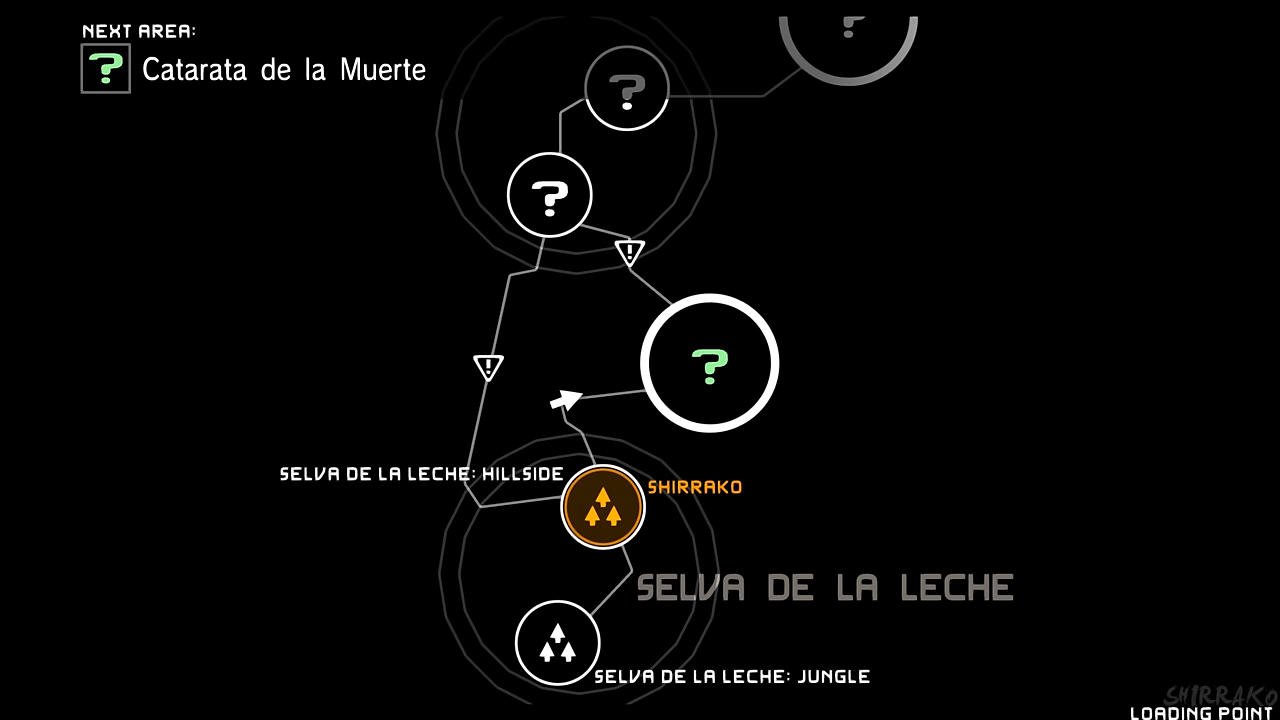 NEXT AREA:
? Catarata de la Muerte
?
?
?
!
!
?
SELVA DE LA LECHE: HILLSIDE
SHIRRAKO
SELVA DE LA LECHE
SELVA DE LA LECHE: JUNGLE
SHIRRAKO
LOADING POINT